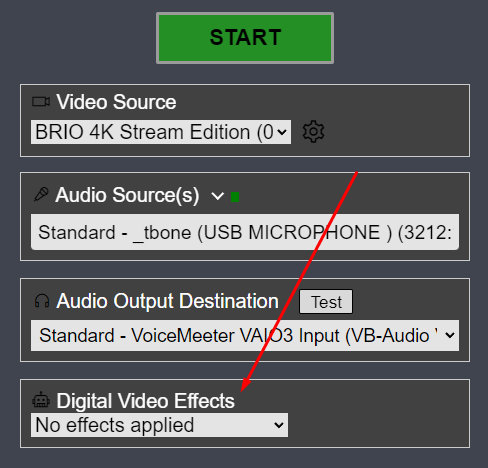 START
Video Source
BRIO 4K Stream Edition (0
Audio Source(s)
Standard - _tbone (USB MICROPHONE ) (3212:
Audio Output Destination Test
Standard - VoiceMeeter VAIO3 Input (VB-Audio V
Digital Video Effects
No effects applied